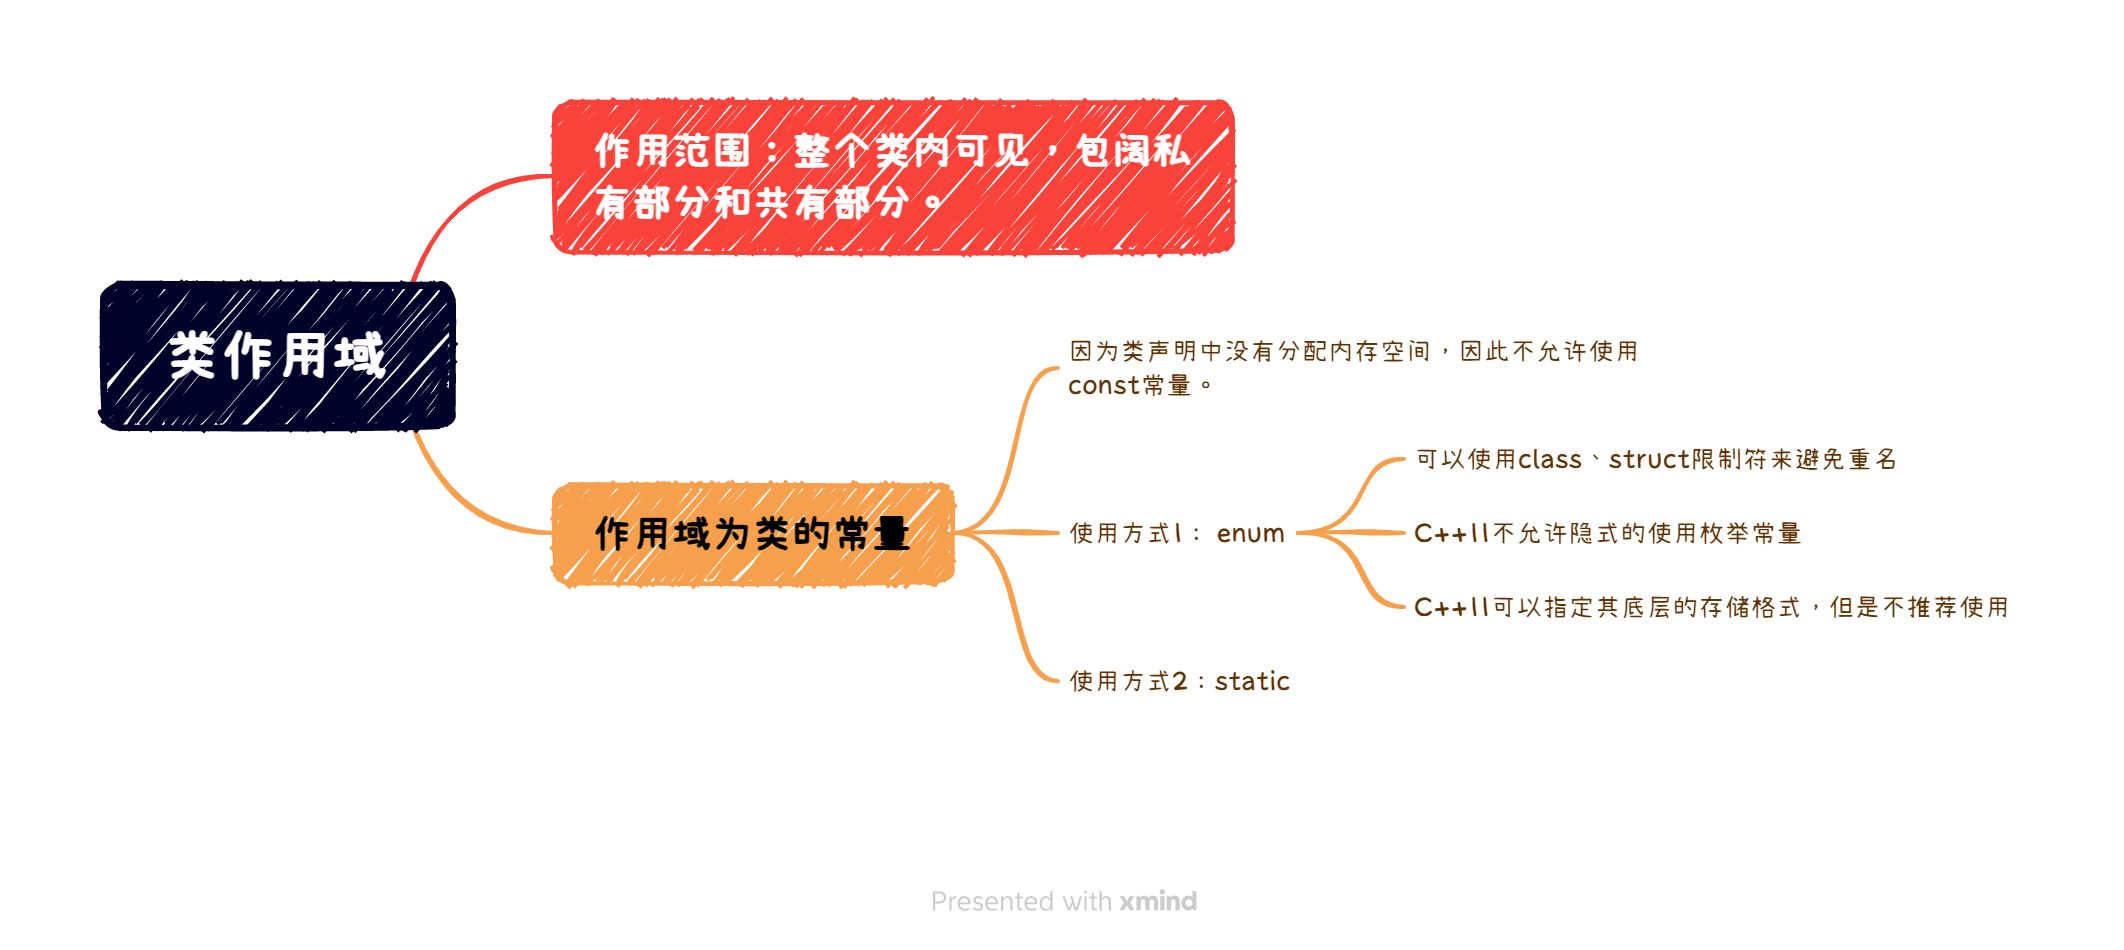 作用范围：整个类内可见，包阔私
有部分和共有部分。
类作用域
因为类声明中没有分配内存空间，因此不允许使用
const常量。
可以使用class、struct限制符来避免重名
作用域为类的常量
使用方式1： enum
C++11不允许隐式的使用枚举常量
C++11可以指定其底层的存储格式，但是不推荐使用
使用方式2：static
Presented with xmind